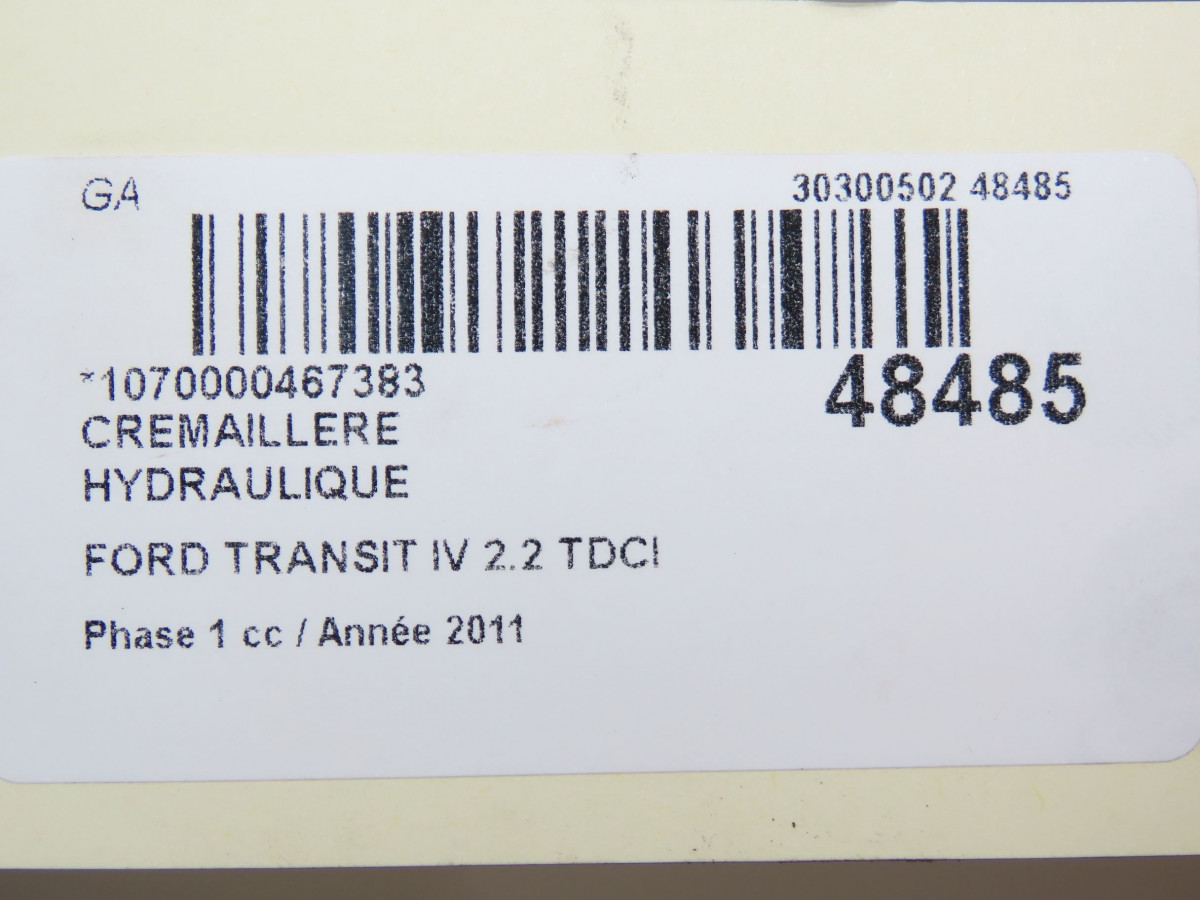 GA 30300502 48485
*1070000467383 48485
CREMAILLERE
HYDRAULIQUE
FORD TRANSIT IV 2.2 TDCI
Phase 1 cc / Année 2011